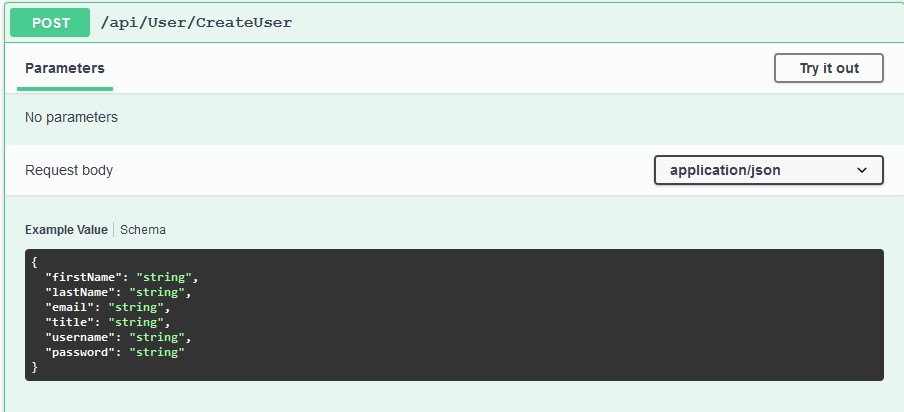 POST /api/User/CreateUser
Parameters Try it out
No parameters
Request body application/json
Example Value Schema
{
  "firstName": "string",
  "lastName": "string",
  "email": "string",
  "title": "string",
  "username": "string",
  "password": "string"
}